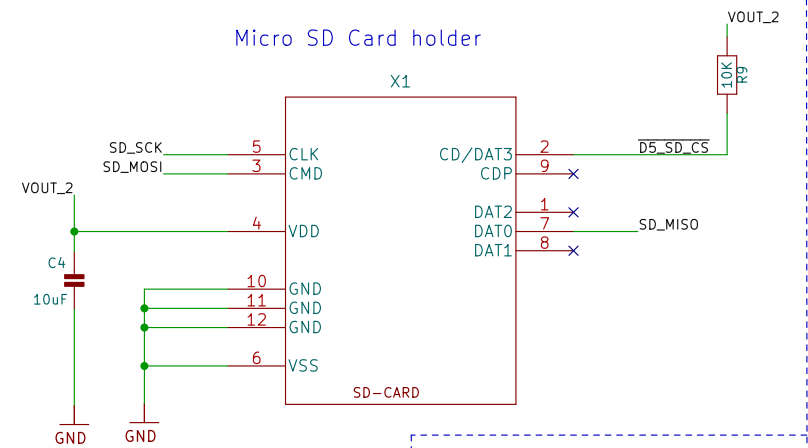 VOUT_2
Micro SD Card holder
10K
R9
X1
SD_SCK
5
CLK
CD/DAT3
2
D5_SD_CS
SD_MOSI
3
CMD
CDP
9
VOUT_2
DAT2
1
4
VDD
DAT0
7
SD_MISO
DAT1
8
C4
10uF
10
GND
11
GND
12
GND
6
VSS
SD-CARD
GND
GND